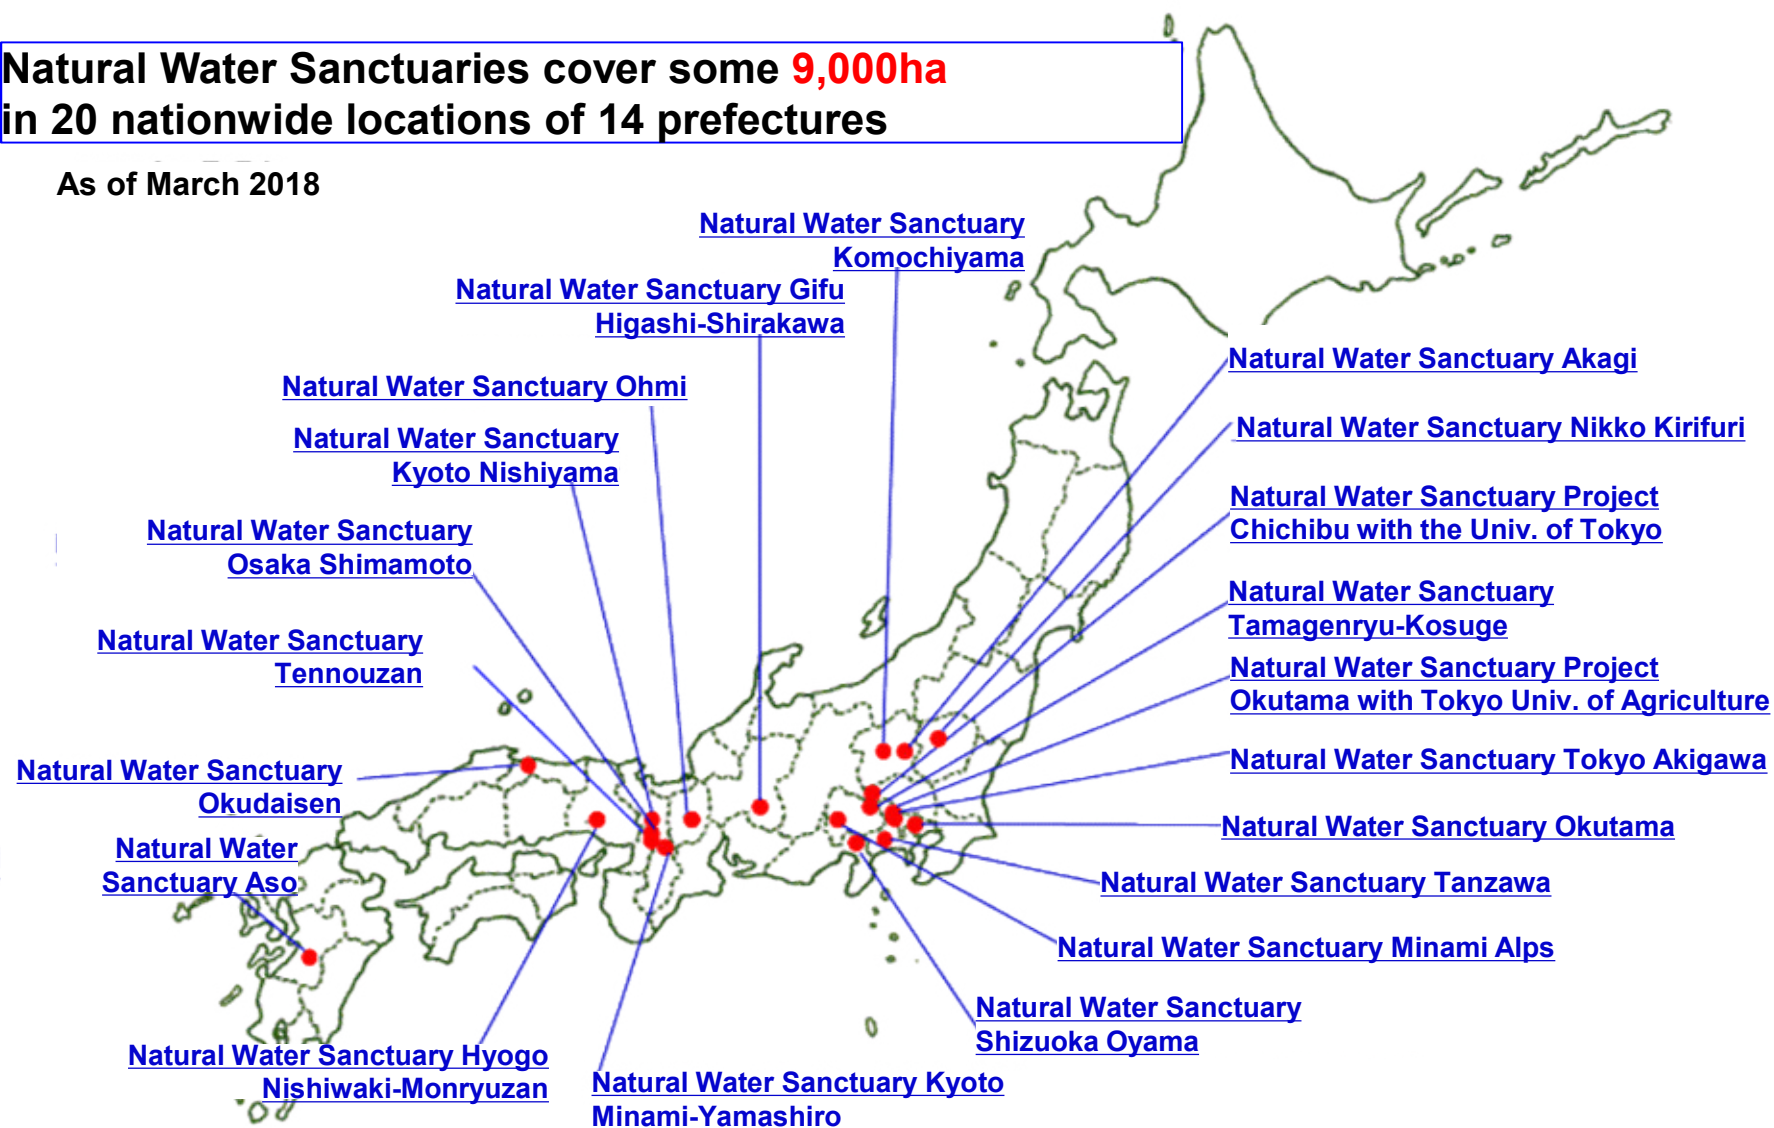 Natural Water Sanctuaries cover some 9,000ha
in 20 nationwide locations of 14 prefectures
As of March 2018
Natural Water Sanctuary
Komochiyama
Natural Water Sanctuary Gifu
Higashi-Shirakawa
Natural Water Sanctuary Ohmi
Natural Water Sanctuary
Kyoto Nishiyama
Natural Water Sanctuary
Osaka Shimamoto
Natural Water Sanctuary
Tennouzan
Natural Water Sanctuary
Okudaisen
Natural Water
Sanctuary Aso
Natural Water Sanctuary Hyogo
Nishiwaki-Monryuzan
Natural Water Sanctuary Kyoto
Minami-Yamashiro
Natural Water Sanctuary Akagi
Natural Water Sanctuary Nikko Kirifuri
Natural Water Sanctuary Project
Chichibu with the Univ. of Tokyo
Natural Water Sanctuary
Tamagenryu-Kosuge
Natural Water Sanctuary Project
Okutama with Tokyo Univ. of Agriculture
Natural Water Sanctuary Tokyo Akigawa
Natural Water Sanctuary Okutama
Natural Water Sanctuary Tanzawa
Natural Water Sanctuary Minami Alps
Natural Water Sanctuary
Shizuoka Oyama